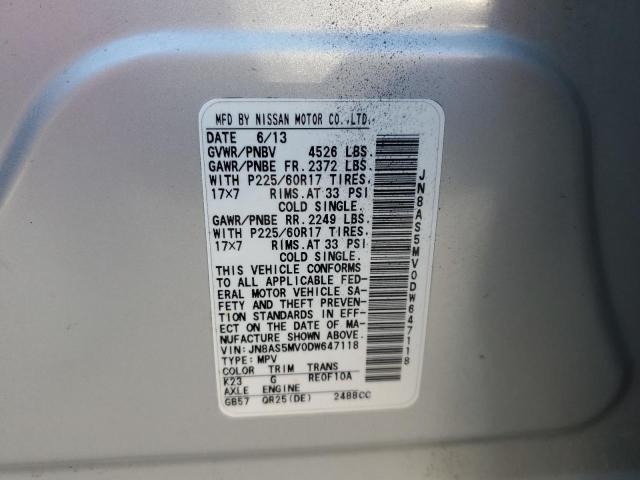 MFD BY NISSAN MOTOR CO.,LTD.
DATE 6/13
GVWR/PNBV 4526 LBS.
GAWR/PNBE FR. 2372 LBS.
WITH P225/60R17 TIRES.
17×7 RIMS. AT 33 PSI
COLD SINGLE.
GAWR/PNBE RR. 2249 LBS.
WITH P225/60R17 TIRES.
17×7 RIMS. AT 33 PSI
COLD SINGLE.
THIS VEHICLE CONFORMS
TO ALL APPLICABLE FED-
ERAL MOTOR VEHICLE SA-
FETY AND THEFT PREVEN-
TION STANDARDS IN EFF-
ECT ON THE DATE OF MA-
NUFACTURE SHOWN ABOVE.
VIN: JN8AS5MV0DW647118
TYPE: MPV
COLOR TRIM TRANS
K23 G RE0F10A
AXLE ENGINE
GB57 QR25(DE) 2488CC
JN8AS5MV0DW647118